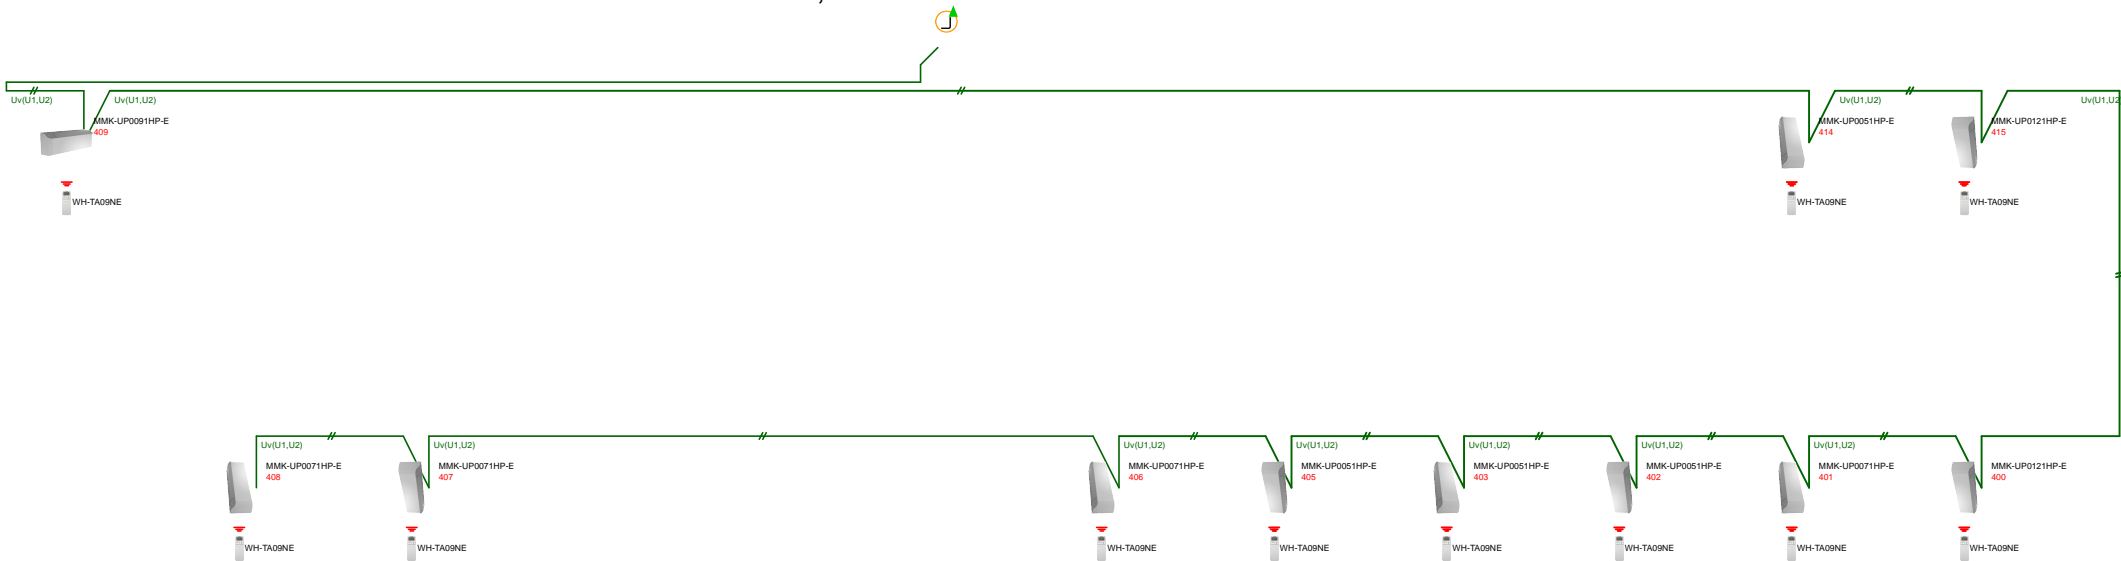 Uv(U1,U2)
Uv(U1,U2)
Uv(U1,U2)
Uv(U1,U2
MMK-UP0091HP-E
409
MMK-UP0051HP-E
414
MMK-UP0121HP-E
415
WH-TA09NE
WH-TA09NE
WH-TA09NE
Uv(U1,U2)
Uv(U1,U2)
Uv(U1,U2)
Uv(U1,U2)
Uv(U1,U2)
Uv(U1,U2)
Uv(U1,U2)
MMK-UP0071HP-E
408
MMK-UP0071HP-E
407
MMK-UP0071HP-E
406
MMK-UP0051HP-E
405
MMK-UP0051HP-E
403
MMK-UP0051HP-E
402
MMK-UP0071HP-E
401
MMK-UP0121HP-E
400
WH-TA09NE
WH-TA09NE
WH-TA09NE
WH-TA09NE
WH-TA09NE
WH-TA09NE
WH-TA09NE
WH-TA09NE